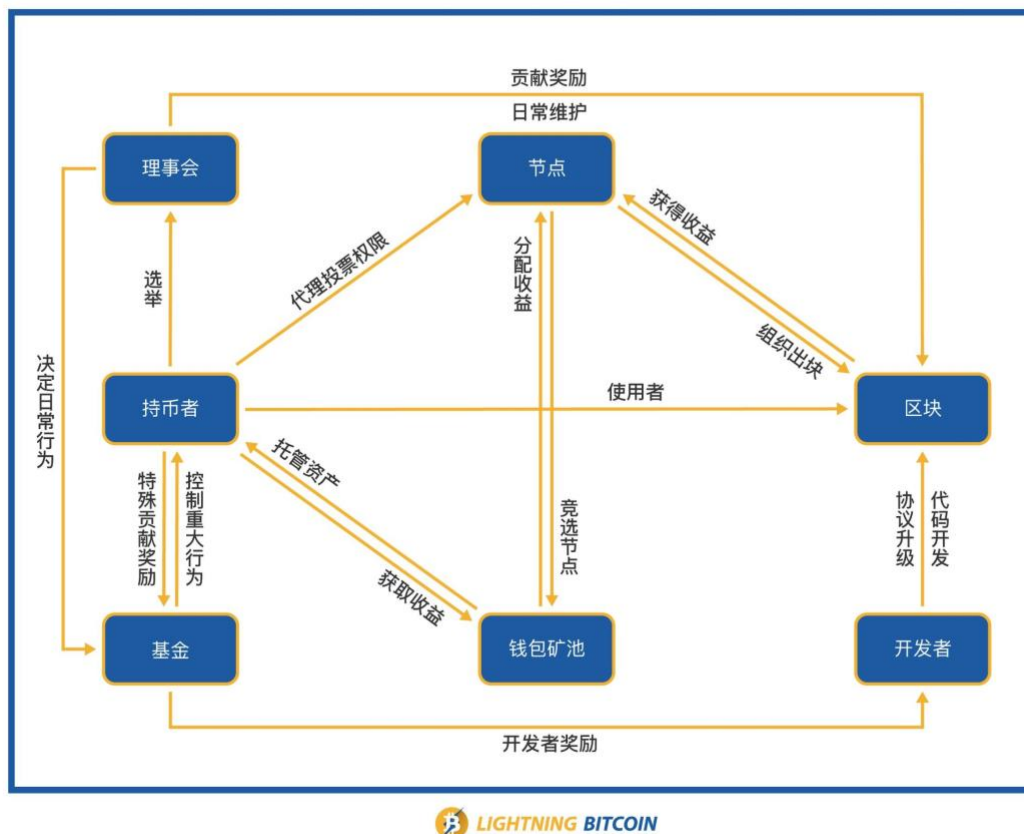 贡献奖励
日常维护
理事会
节点
获得收益
选举
代理投票权限
分配收益
组织出块
决定日常行为
持币者
使用者
区块
特殊贡献奖励
控制重大行为
托管资产
获取收益
竞选节点
协议升级
代码开发
基金
钱包矿池
开发者
开发者奖励
LIGHTNING BITCOIN